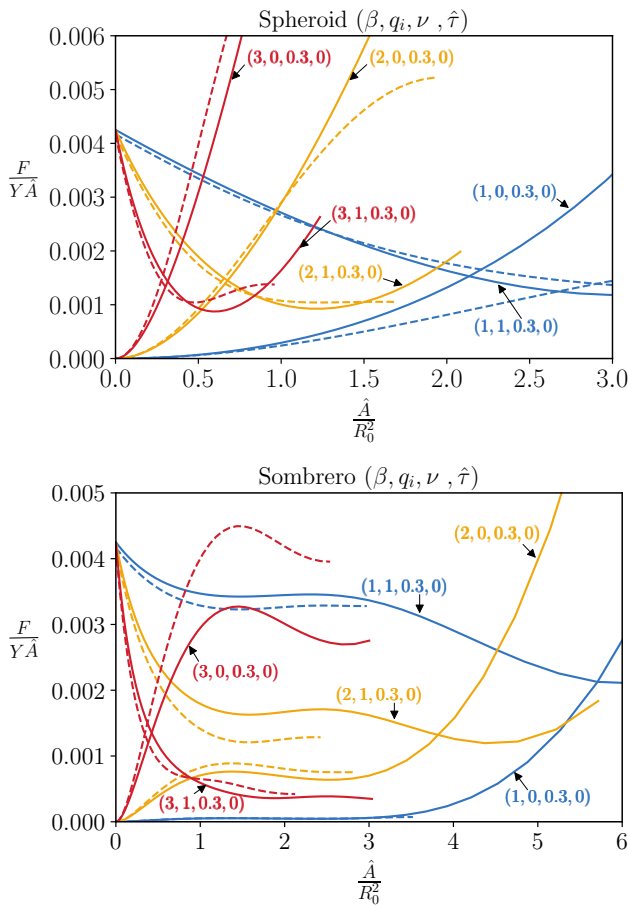 Spheroid (β, q_i, ν , τ̂)
0.006
(3, 0, 0.3, 0)
(2, 0, 0.3, 0)
0.005
0.004
F
YÂ
0.003
(3, 1, 0.3, 0)
(1, 0, 0.3, 0)
0.002
(2, 1, 0.3, 0)
0.001
(1, 1, 0.3, 0)
0.000
0.0 0.5 1.0 1.5 2.0 2.5 3.0
Â
R_0^2
Sombrero (β, q_i, ν , τ̂)
0.005
(2, 0, 0.3, 0)
0.004
(1, 1, 0.3, 0)
F
YÂ
0.003
(3, 0, 0.3, 0)
0.002
(2, 1, 0.3, 0)
0.001
(3, 1, 0.3, 0)
(1, 0, 0.3, 0)
0.000
0 1 2 3 4 5 6
Â
R_0^2